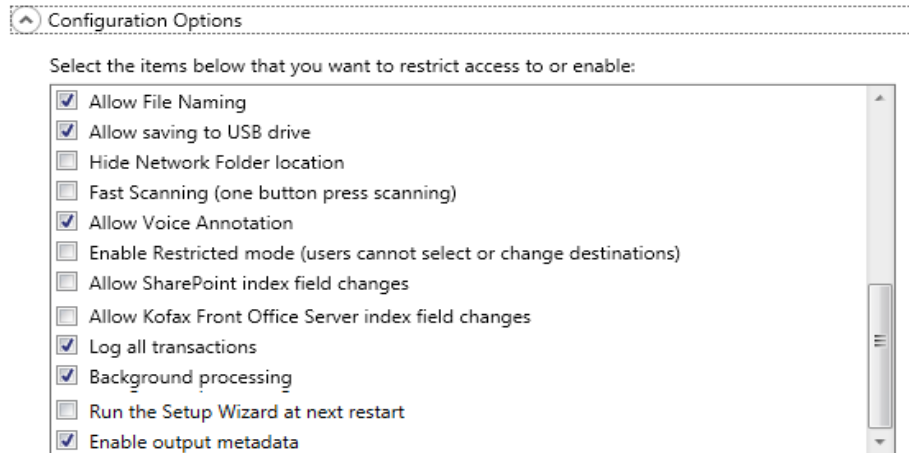 Configuration Options
Select the items below that you want to restrict access to or enable:
Allow File Naming
Allow saving to USB drive
Hide Network Folder location
Fast Scanning (one button press scanning)
Allow Voice Annotation
Enable Restricted mode (users cannot select or change destinations)
Allow SharePoint index field changes
Allow Kofax Front Office Server index field changes
Log all transactions
Background processing
Run the Setup Wizard at next restart
Enable output metadata